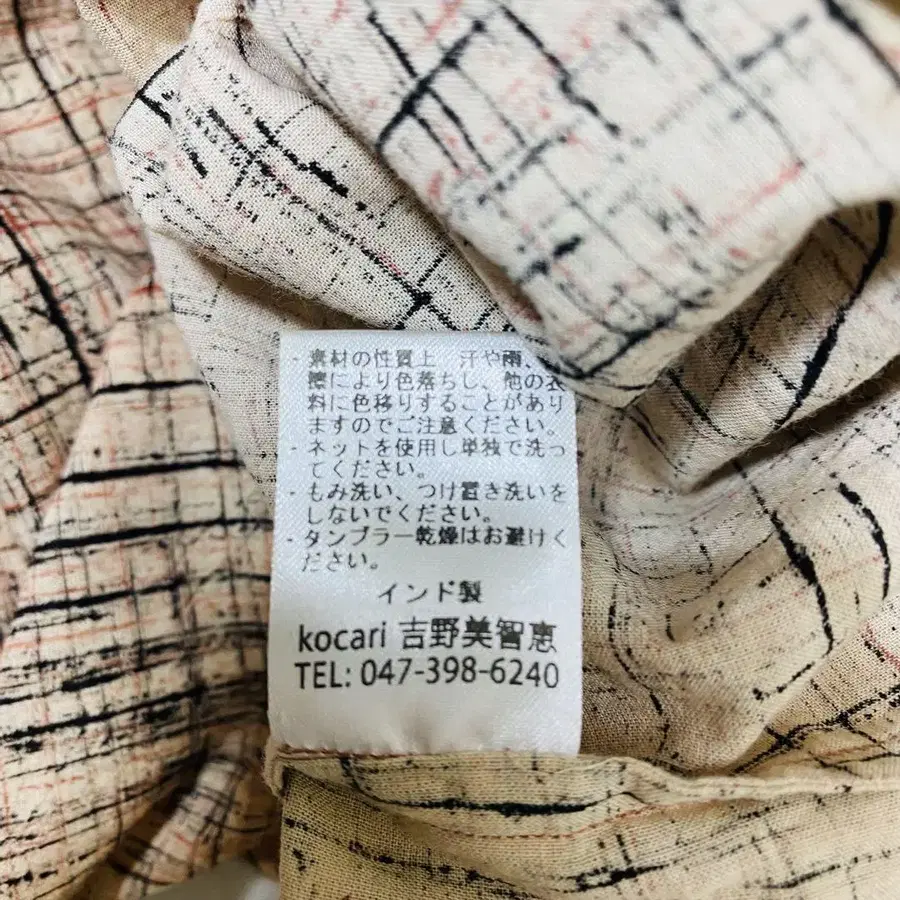 ・素材の性質上、汗や雨、
擦により色落ちし、他の衣
料に色移りすることがあり
ますのでご注意ください。
・ネットを使用し単独で洗っ
てください。
・もみ洗い、つけ置き洗いを
しないでください。
・タンブラー乾燥はお避けく
ださい。
インド製
kocari 吉野美智恵
TEL: 047-398-6240